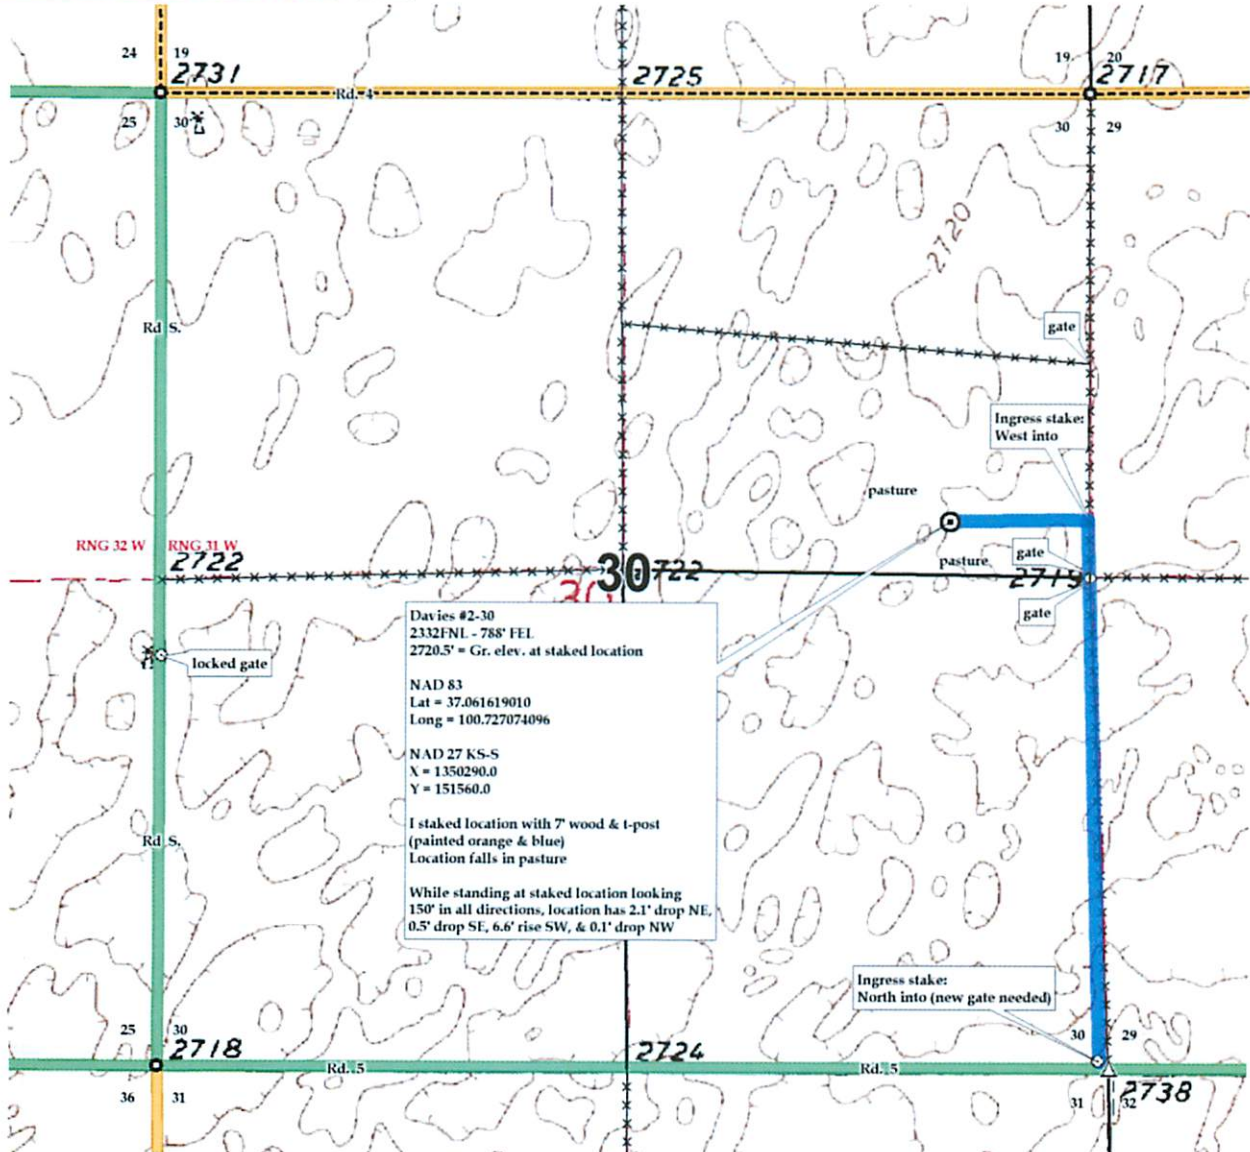 24 19
19 20
2731
2725
2717
Rd. 4
25 30
30 29
2720
Rd S.
gate
Ingress stake:
West into
pasture
RNG 32 W RNG 31 W
2722
30
2722
30
gate
pasture
2719
gate
locked gate
Davies #2-30
2332FNL - 788' FEL
2720.5' = Gr. elev. at staked location
NAD 83
Lat = 37.061619010
Long = 100.727074096
NAD 27 KS-S
X = 1350290.0
Y = 151560.0
I staked location with 7' wood & t-post
(painted orange & blue)
Location falls in pasture
While standing at staked location looking
150' in all directions, location has 2.1' drop NE,
0.5' drop SE, 6.6' rise SW, & 0.1' drop NW
Rd S.
Ingress stake:
North into (new gate needed)
25 30
30 29
2718
2724
Rd. 5
Rd. 5
36 31
31 32
2738